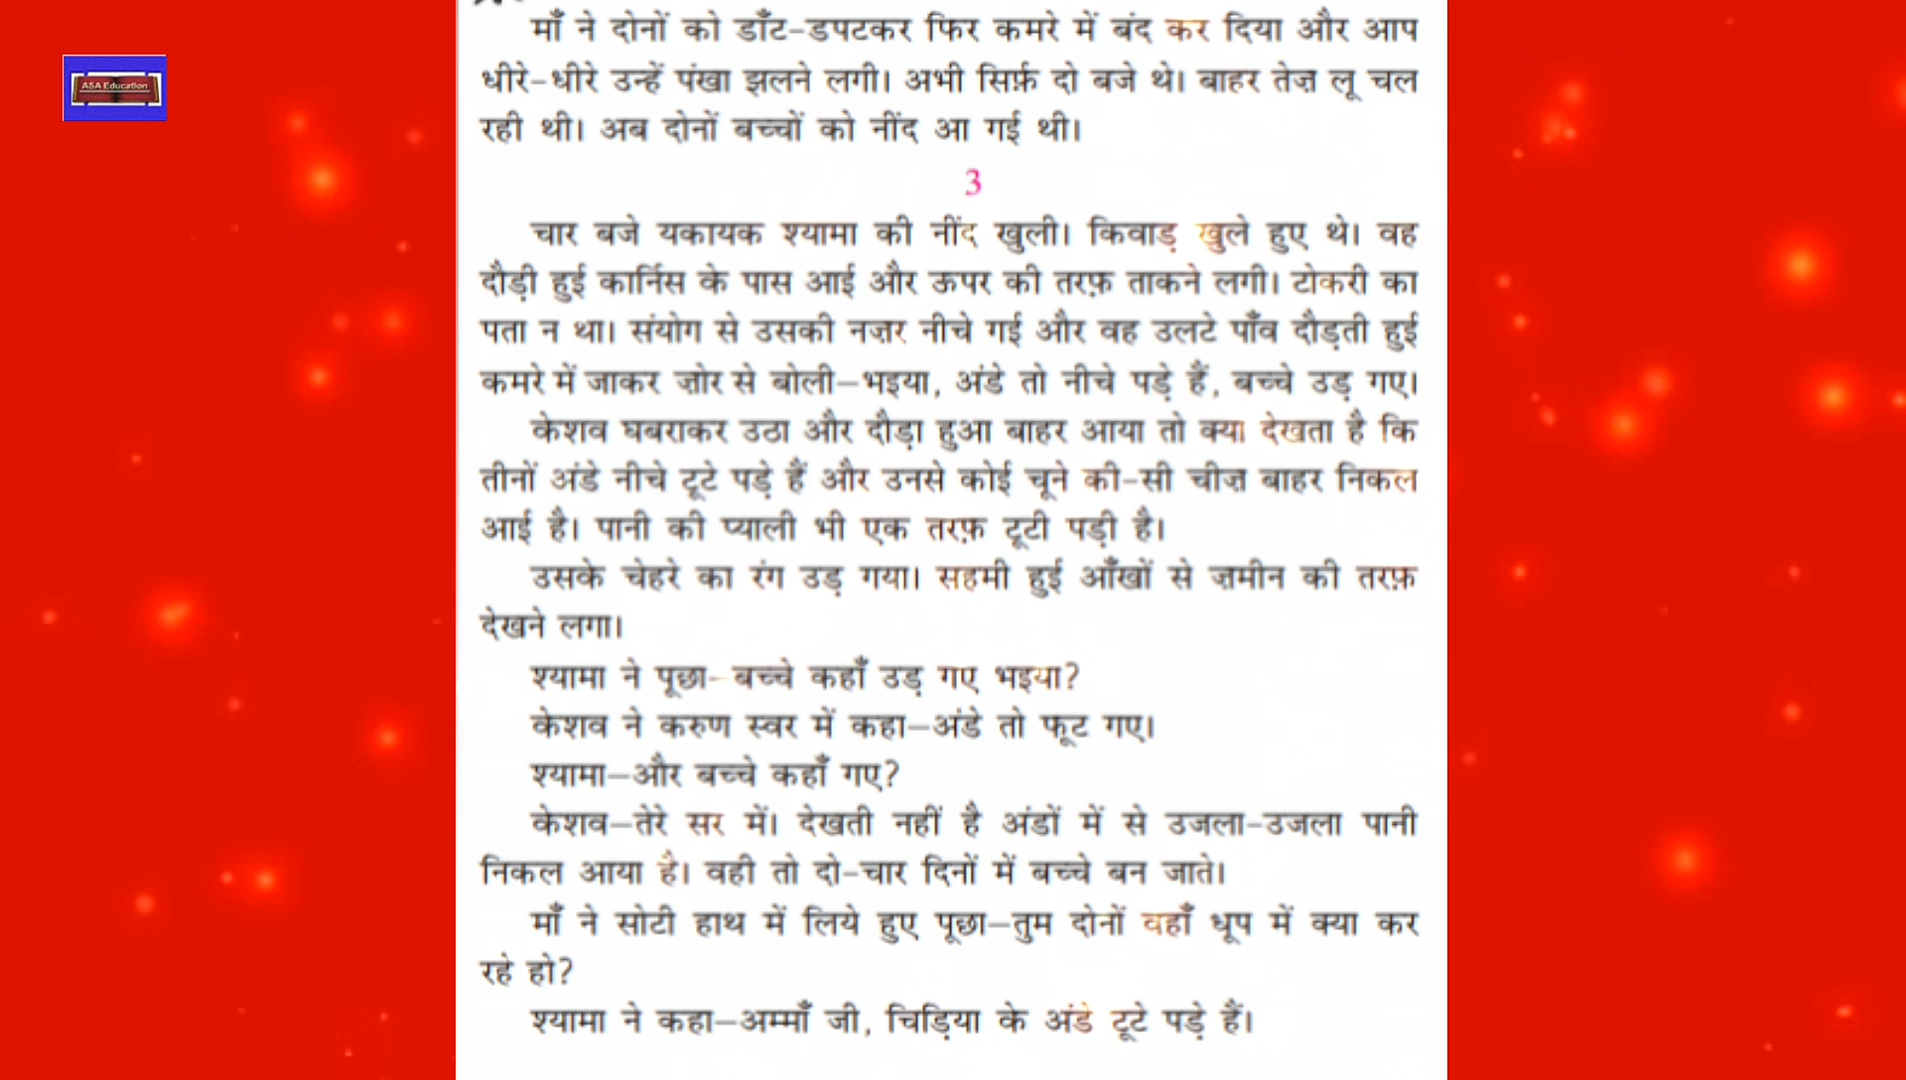 ASA Education
माँ ने दोनों को डाँट-डपटकर फिर कमरे में बंद कर दिया और आप
धीरे-धीरे उन्हें पंखा झलने लगी। अभी सिर्फ़ दो बजे थे। बाहर तेज़ लू चल
रही थी। अब दोनों बच्चों को नींद आ गई थी।
3
चार बजे यकायक श्यामा की नींद खुली। किवाड़ खुले हुए थे। वह
दौड़ी हुई कार्निस के पास आई और ऊपर की तरफ़ ताकने लगी। टोकरी का
पता न था। संयोग से उसकी नज़र नीचे गई और वह उलटे पाँव दौड़ती हुई
कमरे में जाकर ज़ोर से बोली—भइया, अंडे तो नीचे पड़े हैं, बच्चे उड़ गए।
केशव घबराकर उठा और दौड़ा हुआ बाहर आया तो क्या देखता है कि
तीनों अंडे नीचे टूटे पड़े हैं और उनसे कोई चूने की-सी चीज़ बाहर निकल
आई है। पानी की प्याली भी एक तरफ़ टूटी पड़ी है।
उसके चेहरे का रंग उड़ गया। सहमी हुई आँखों से ज़मीन की तरफ़
देखने लगा।
श्यामा ने पूछा- बच्चे कहाँ उड़ गए भइया?
केशव ने करुण स्वर में कहा—अंडे तो फूट गए।
श्यामा—और बच्चे कहाँ गए?
केशव—तेरे सर में। देखती नहीं है अंडों में से उजला-उजला पानी
निकल आया है। वही तो दो-चार दिनों में बच्चे बन जाते।
माँ ने सोटी हाथ में लिये हुए पूछा—तुम दोनों वहाँ धूप में क्या कर
रहे हो?
श्यामा ने कहा—अम्माँ जी, चिड़िया के अंडे टूटे पड़े हैं।